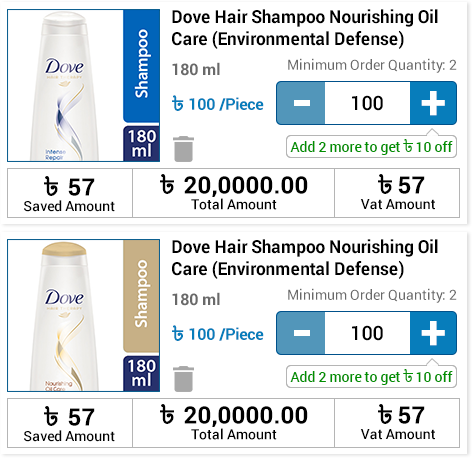 Dove
Shampoo
Intense
Repair
180
ml
Dove Hair Shampoo Nourishing Oil
Care (Environmental Defense)
180 ml
Minimum Order Quantity: 2
৳ 100 /Piece
− 100 +
Add 2 more to get ৳ 10 off
৳ 57 ৳ 20,0000.00 ৳ 57
Saved Amount Total Amount Vat Amount
Dove
Shampoo
Nourishing
Oil Care
180
ml
Dove Hair Shampoo Nourishing Oil
Care (Environmental Defense)
180 ml
Minimum Order Quantity: 2
৳ 100 /Piece
− 100 +
Add 2 more to get ৳ 10 off
৳ 57 ৳ 20,0000.00 ৳ 57
Saved Amount Total Amount Vat Amount